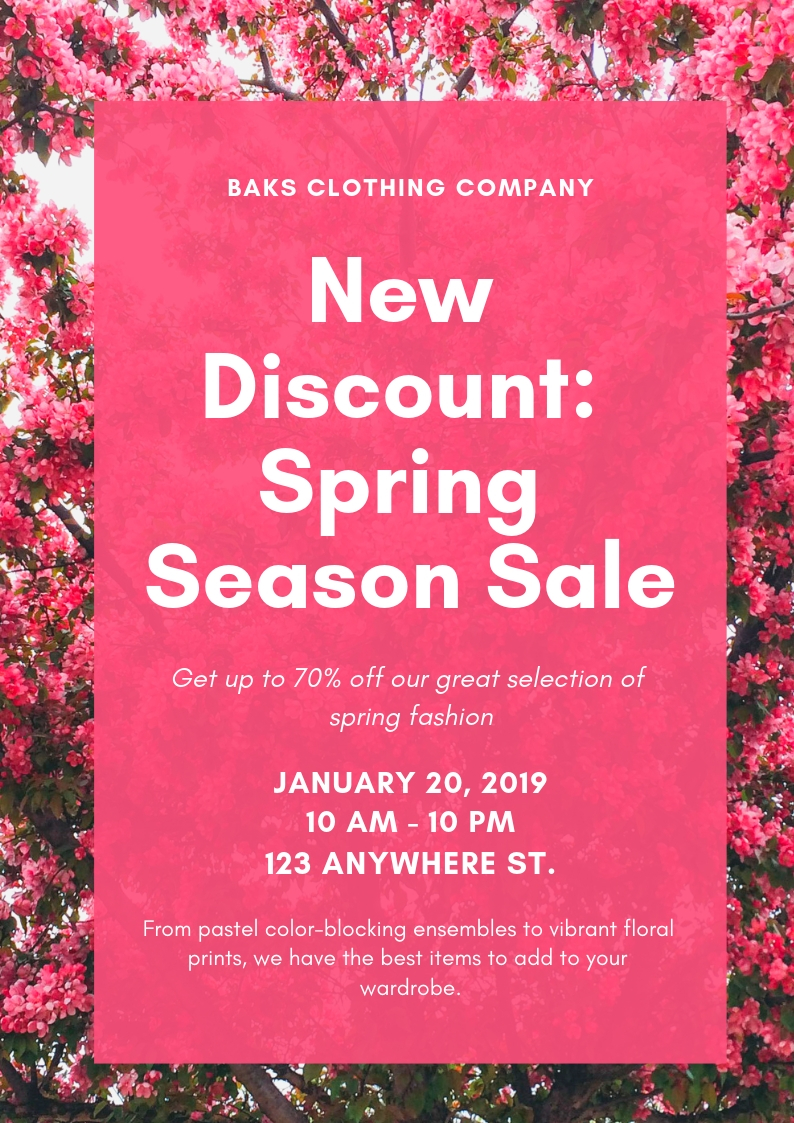 BAKS CLOTHING COMPANY
New
Discount:
Spring
Season Sale
Get up to 70% off our great selection of
spring fashion
JANUARY 20, 2019
10 AM - 10 PM
123 ANYWHERE ST.
From pastel color-blocking ensembles to vibrant floral
prints, we have the best items to add to your
wardrobe.